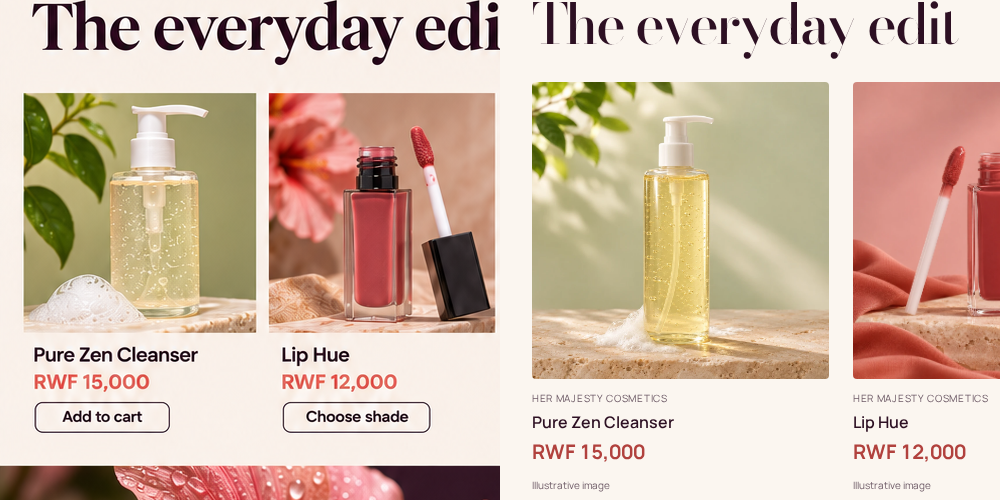 The everyday edi
Pure Zen Cleanser
RWF 15,000
Add to cart
Lip Hue
RWF 12,000
Choose shade
The everyday edit
HER MAJESTY COSMETICS
Pure Zen Cleanser
RWF 15,000
Illustrative image
HER MAJESTY COSMETICS
Lip Hue
RWF 12,000
Illustrative image